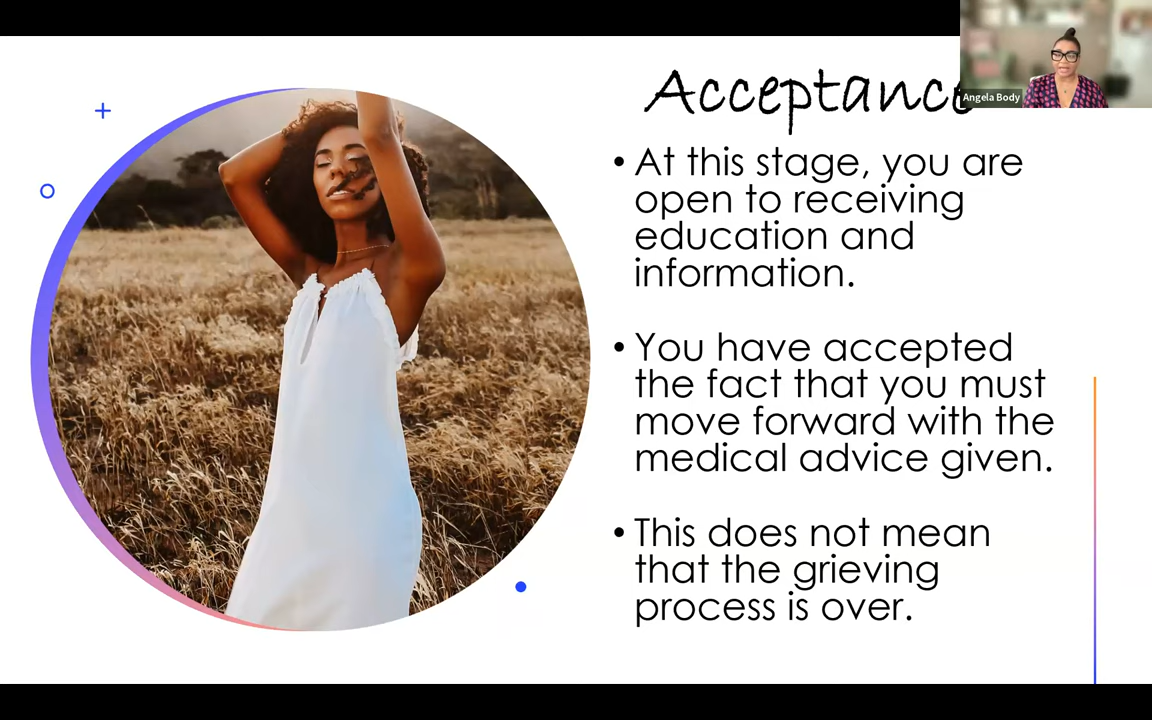 Acceptance
Angela Body
• At this stage, you are
open to receiving
education and
information.
• You have accepted
the fact that you must
move forward with the
medical advice given.
• This does not mean
that the grieving
process is over.